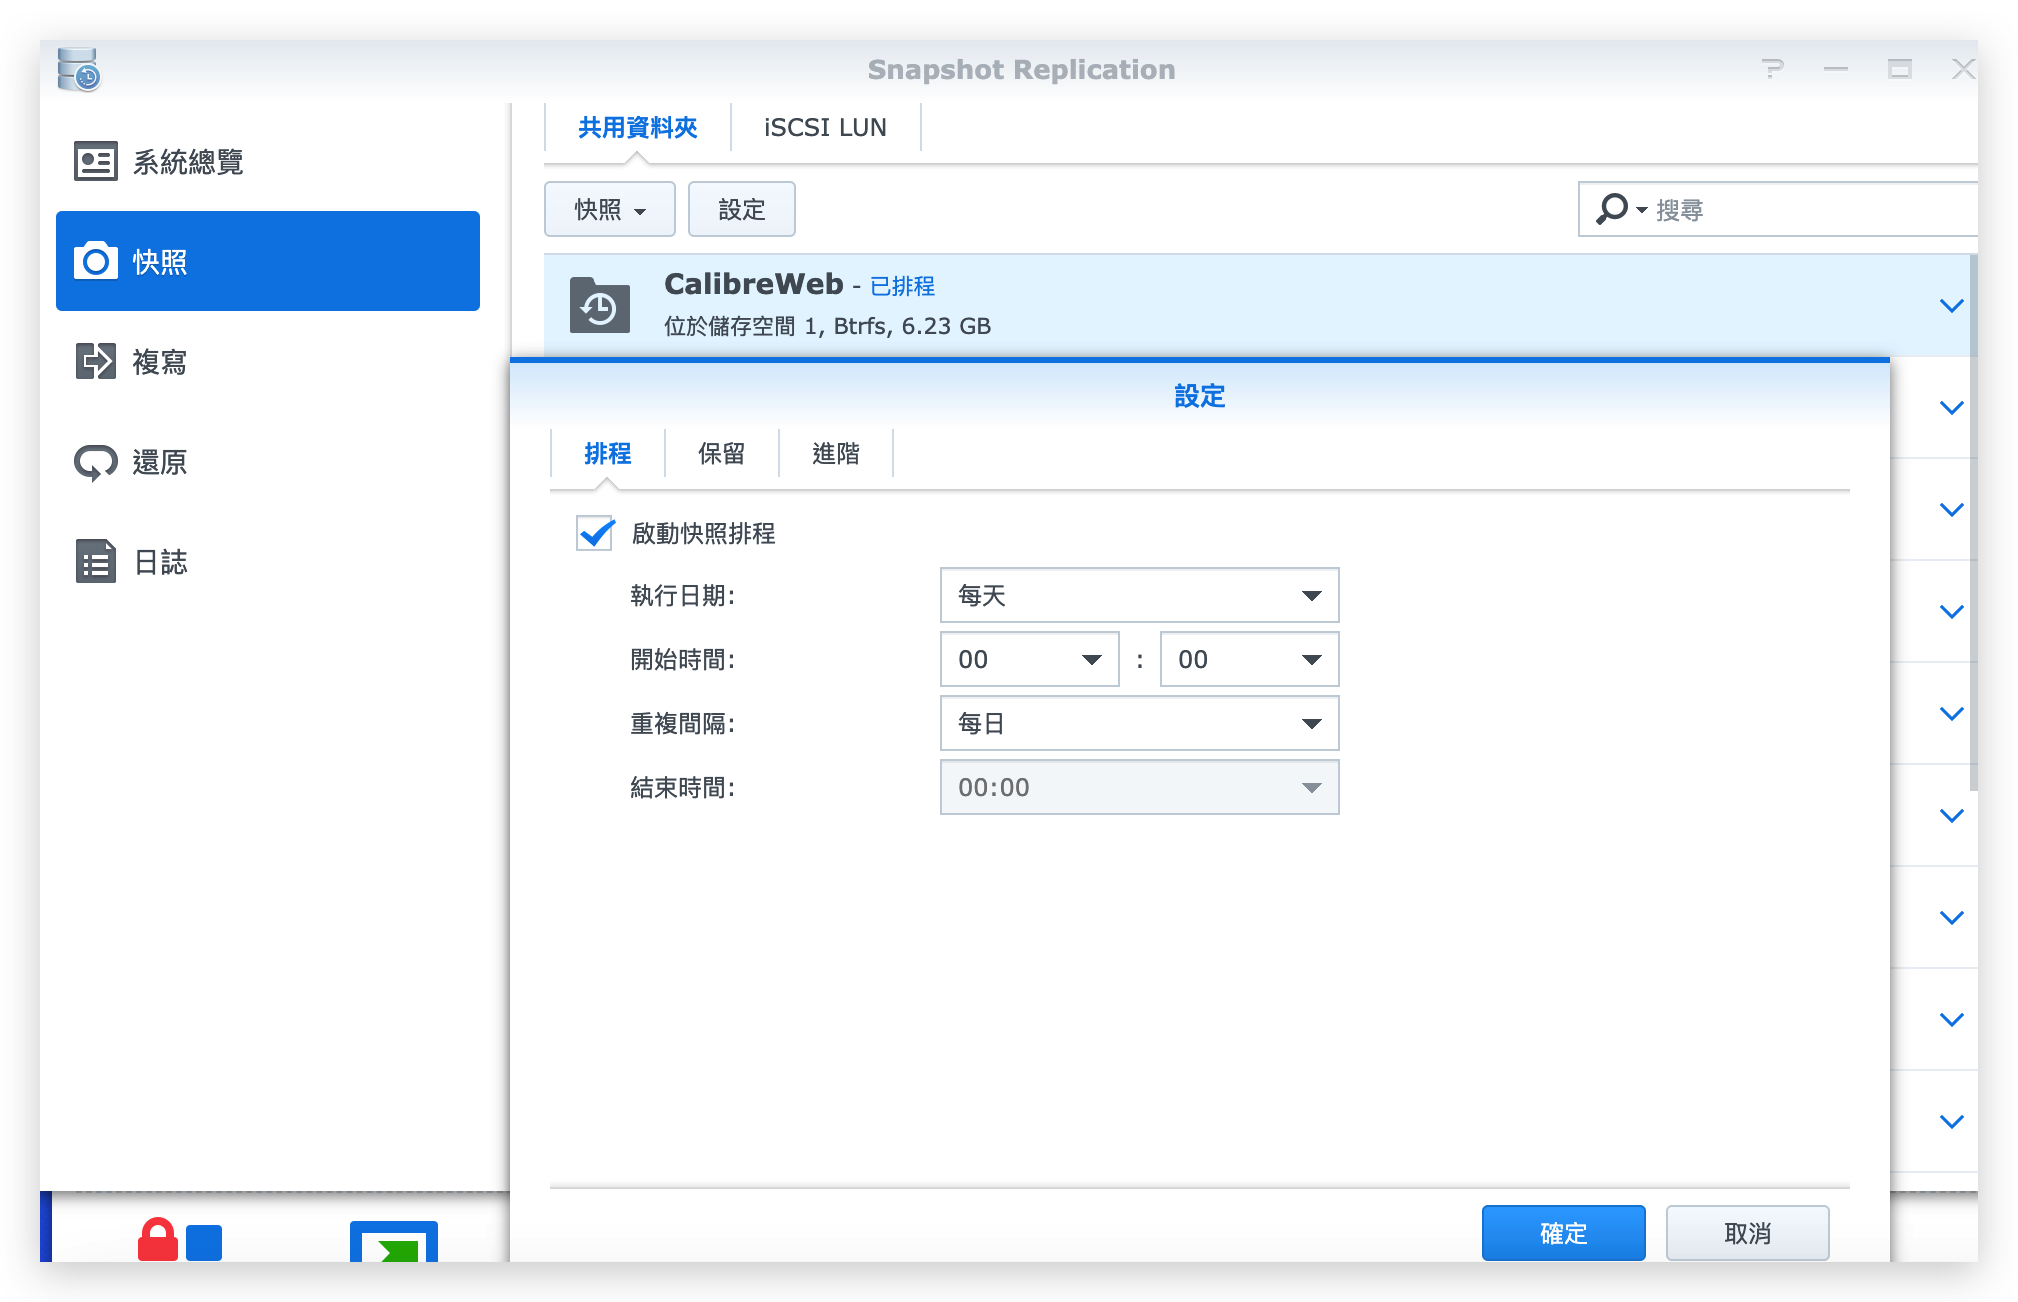 Snapshot Replication
系統總覽
快照
複寫
還原
日誌
共用資料夾
iSCSI LUN
快照
設定
搜尋
CalibreWeb - 已排程
位於儲存空間 1, Btrfs, 6.23 GB
設定
排程
保留
進階
啟動快照排程
執行日期:
每天
開始時間:
00 : 00
重複間隔:
每日
結束時間:
00:00
確定
取消